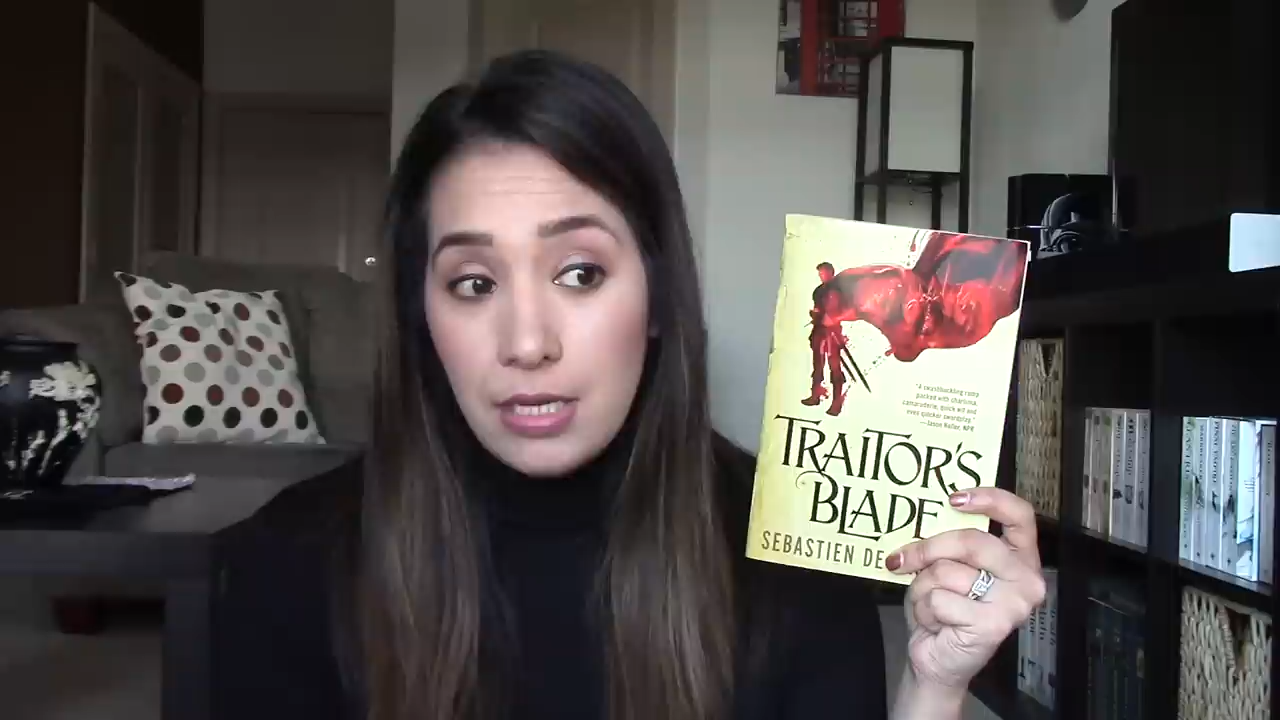 "A swashbuckling romp
packed with charisma,
camaraderie, quick wit and
even quicker swordplay."
—Jason Heller, NPR
TRAITOR'S
BLADE
SEBASTIEN DE